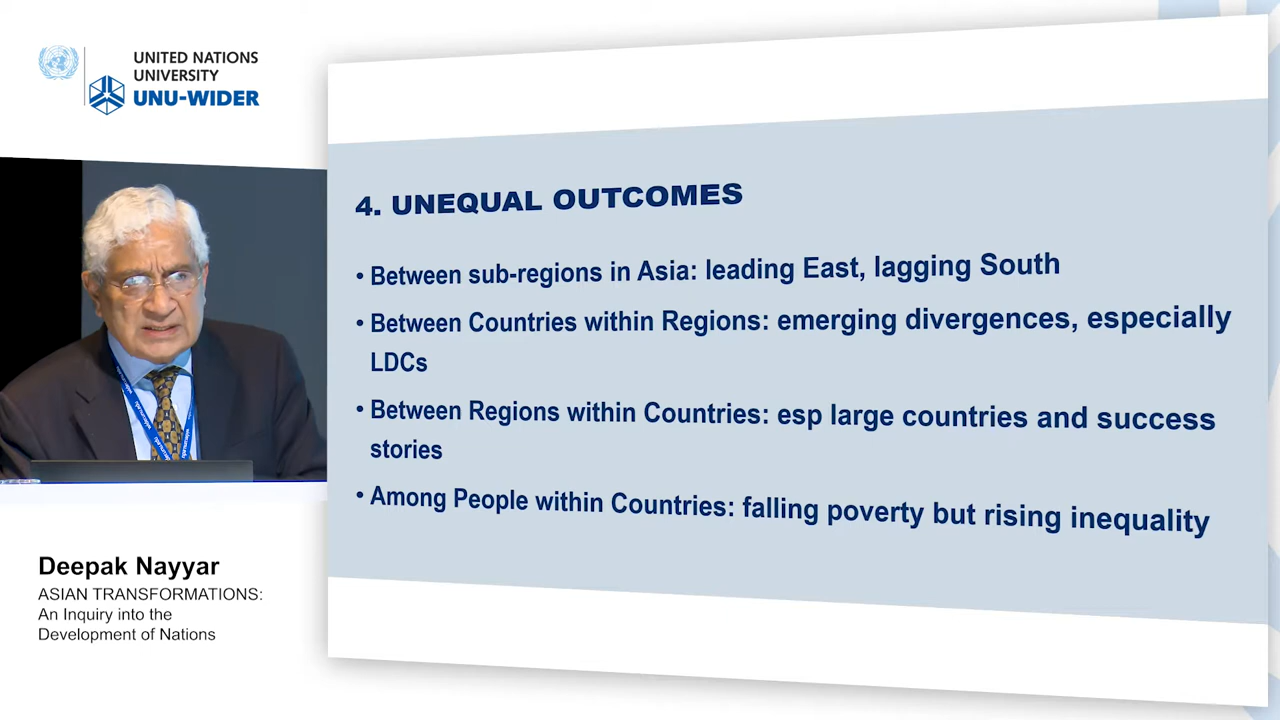 UNITED NATIONS
UNIVERSITY
UNU-WIDER
4. UNEQUAL OUTCOMES
• Between sub-regions in Asia: leading East, lagging South
• Between Countries within Regions: emerging divergences, especially
LDCs
• Between Regions within Countries: esp large countries and success
stories
• Among People within Countries: falling poverty but rising inequality
Deepak Nayyar
ASIAN TRANSFORMATIONS:
An Inquiry into the
Development of Nations